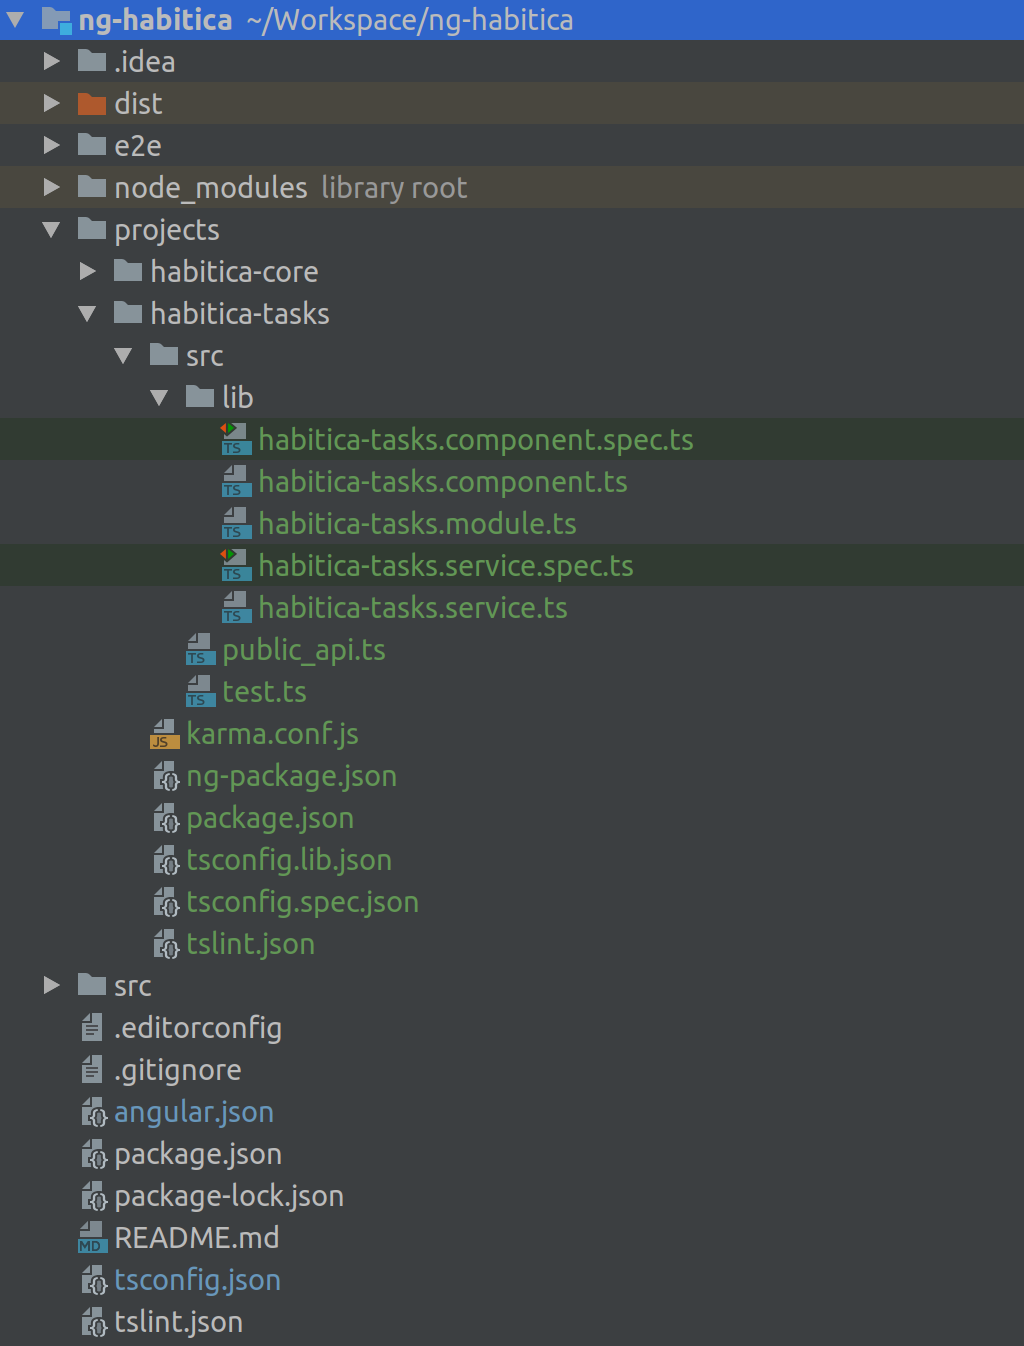 ng-habitica ~/Workspace/ng-habitica
.idea
dist
e2e
node_modules library root
projects
habitica-core
habitica-tasks
src
lib
TS habitica-tasks.component.spec.ts
TS habitica-tasks.component.ts
TS habitica-tasks.module.ts
TS habitica-tasks.service.spec.ts
TS habitica-tasks.service.ts
TS public_api.ts
TS test.ts
JS karma.conf.js
{} ng-package.json
{} package.json
{} tsconfig.lib.json
{} tsconfig.spec.json
{} tslint.json
src
.editorconfig
.gitignore
{} angular.json
{} package.json
{} package-lock.json
MD README.md
{} tsconfig.json
{} tslint.json